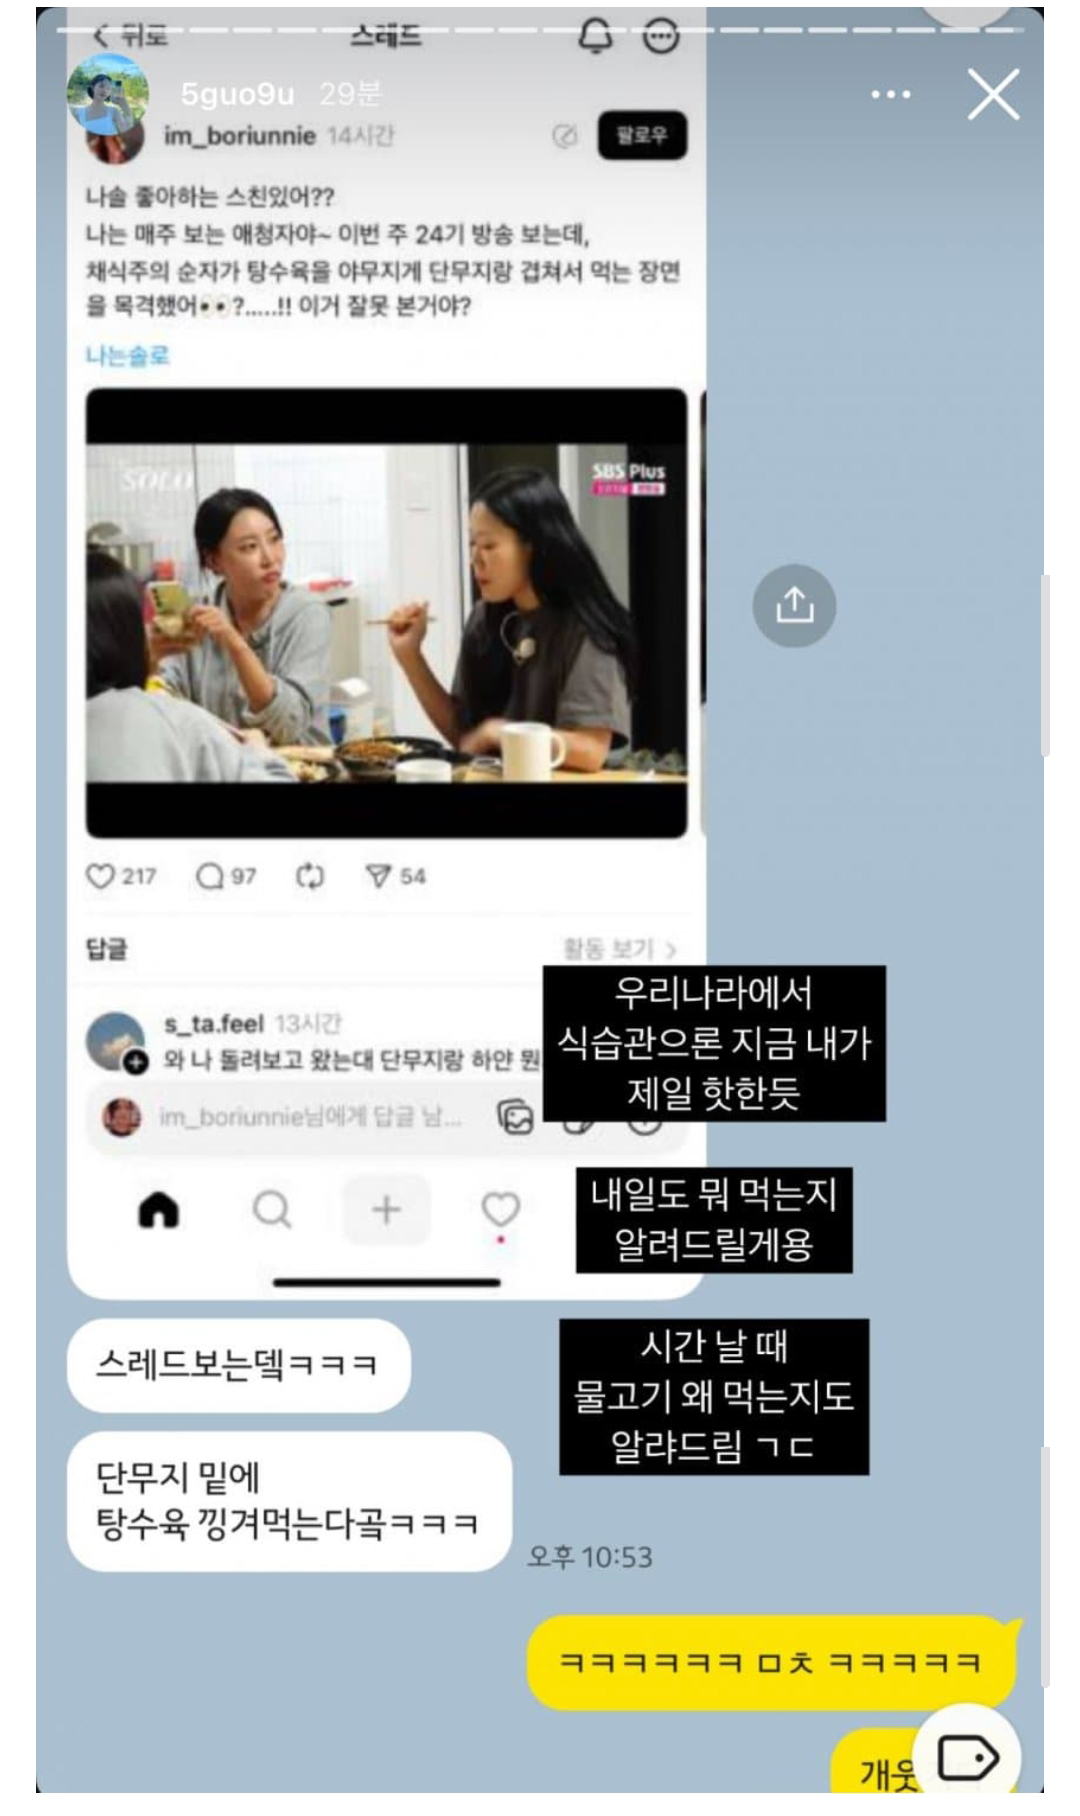 뒤로
스레드
5guo9u 29분
im_boriunnie 14시간
팔로우
나솔 좋아하는 스친있어??
나는 매주 보는 애청자야~ 이번 주 24기 방송 보는데,
채식주의 순자가 탕수육을 야무지게 단무지랑 겹쳐서 먹는 장면
을 목격했어👀?.....!! 이거 잘못 본거야?
나는솔로
SOLO
SBS Plus
217 97 54
답글
활동 보기 >
s_ta.feel 13시간
와 나 돌려보고 왔는대 단무지랑 하얀 뭔
im_boriunnie님에게 답글 남...
우리나라에서
식습관으론 지금 내가
제일 핫한듯
내일도 뭐 먹는지
알려드릴게용
시간 날 때
물고기 왜 먹는지도
알랴드림 ㄱㄷ
스레드보는뎈ㅋㅋㅋ
단무지 밑에
탕수육 낑겨먹는다곸ㅋㅋㅋ
오후 10:53
ㅋㅋㅋㅋㅋㅋ ㅁㅊ ㅋㅋㅋㅋㅋ
개웃